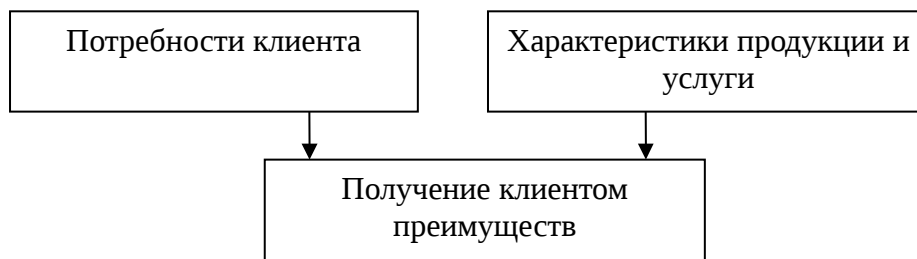 Потребности клиента
Характеристики продукции и
услуги
Получение клиентом
преимуществ